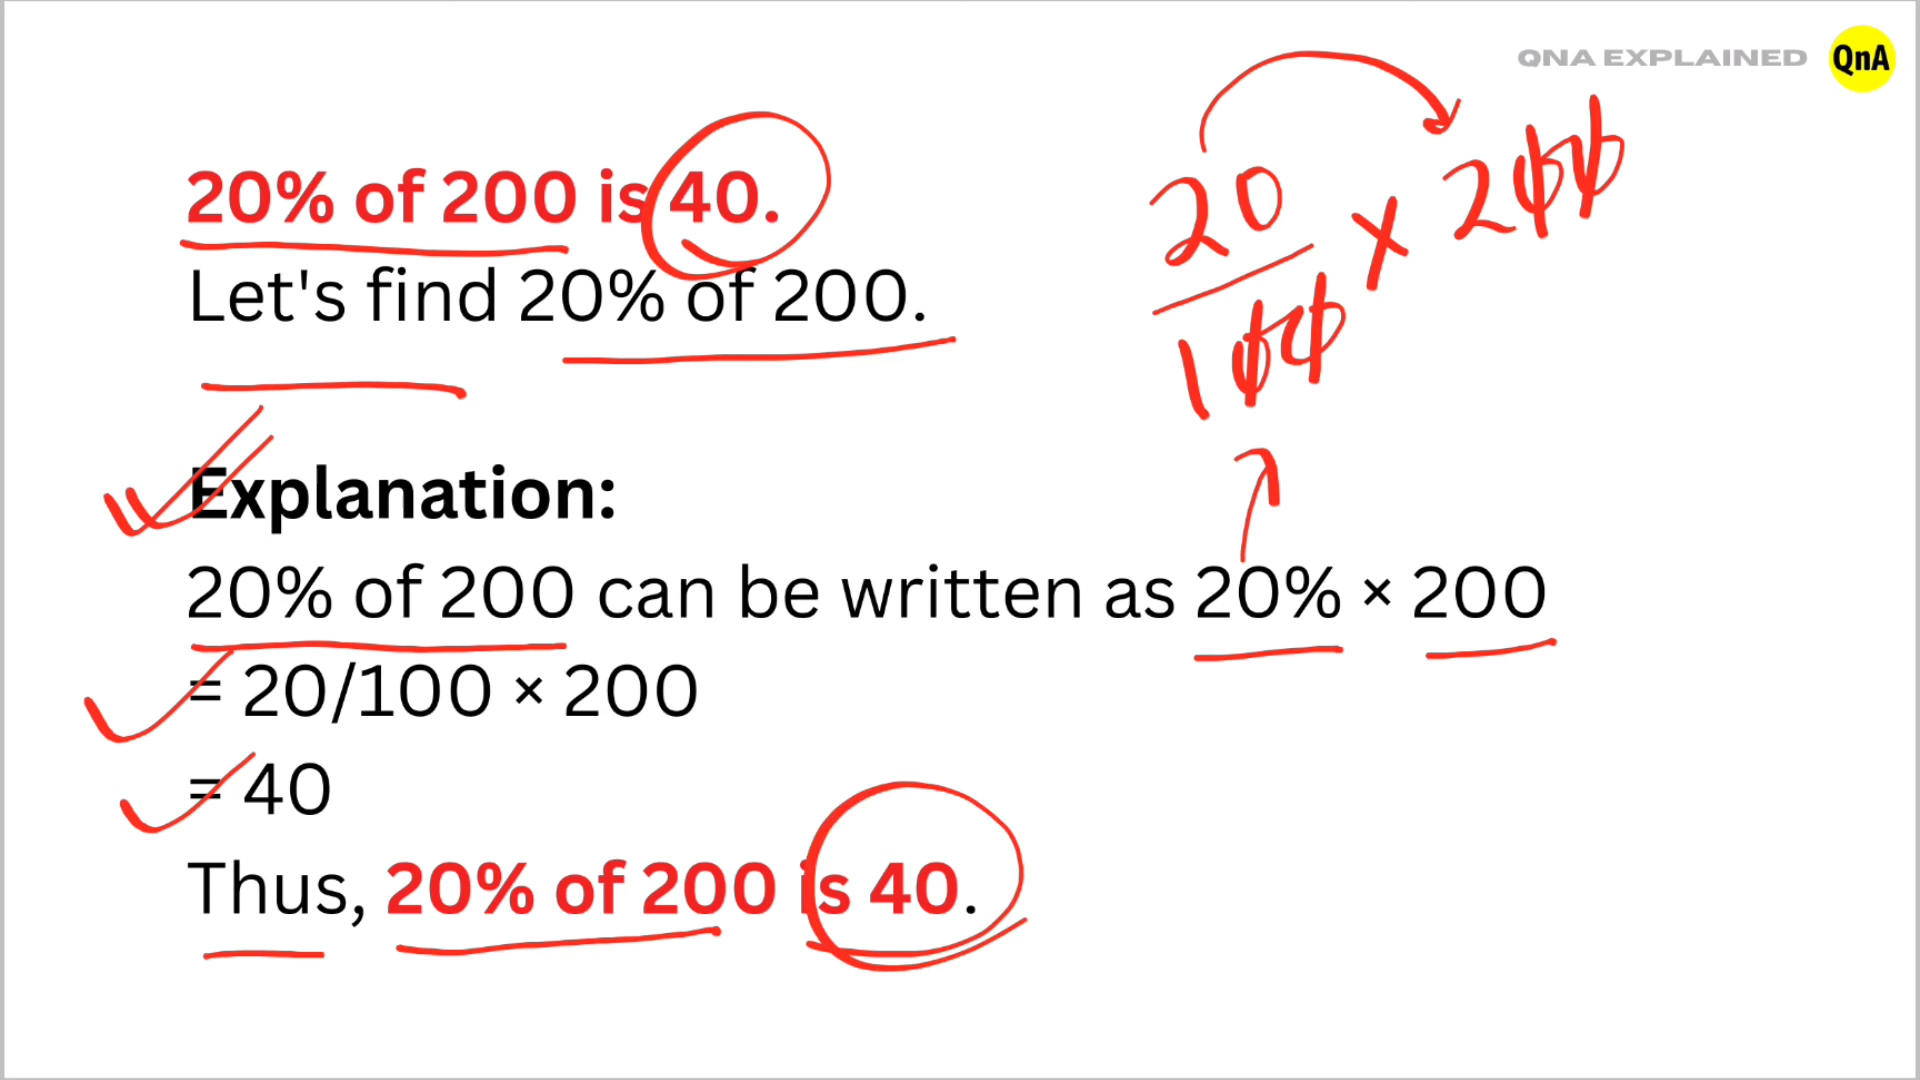 QNA EXPLAINED QnA
20% of 200 is 40.
Let's find 20% of 200.
20
100
× 200
Explanation:
20% of 200 can be written as 20% × 200
= 20/100 × 200
= 40
Thus, 20% of 200 is 40.